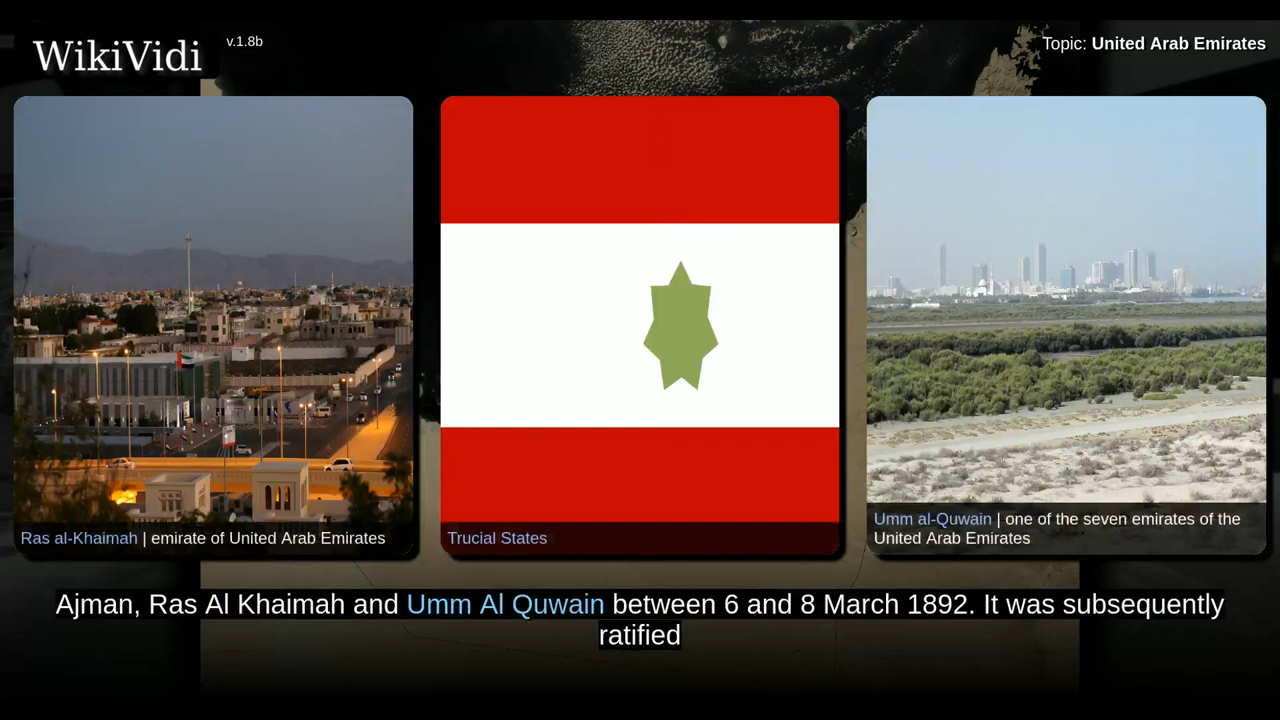 WikiVidi
v.1.8b
Topic: United Arab Emirates
Ras al-Khaimah | emirate of United Arab Emirates
Trucial States
Umm al-Quwain | one of the seven emirates of the
United Arab Emirates
Ajman, Ras Al Khaimah and Umm Al Quwain between 6 and 8 March 1892. It was subsequently
ratified